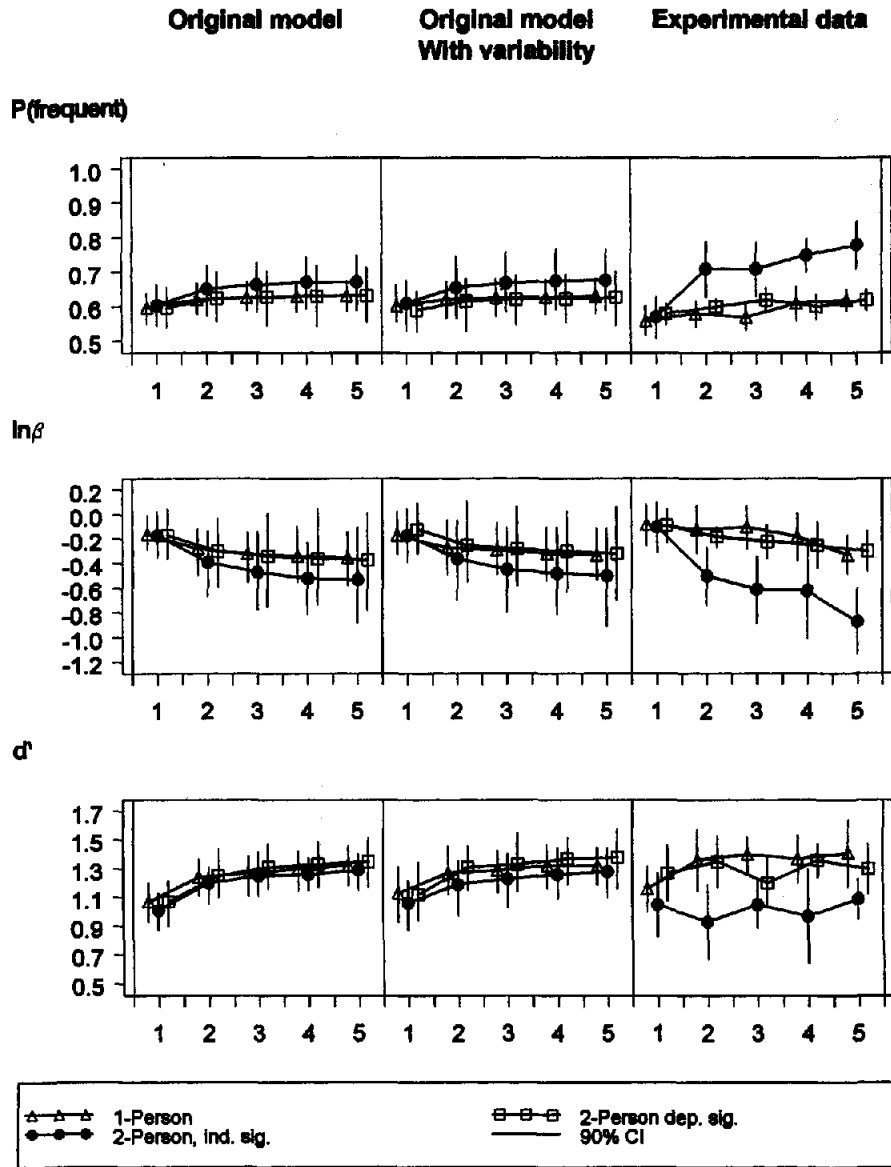 Original model Original model Experimental data
With variability
P(frequent)
1.0
0.9
0.8
0.7
0.6
0.5
1 2 3 4 5 1 2 3 4 5 1 2 3 4 5
lnβ
0.2
0.0
-0.2
-0.4
-0.6
-0.8
-1.0
-1.2
1 2 3 4 5 1 2 3 4 5 1 2 3 4 5
d'
1.7
1.5
1.3
1.1
0.9
0.7
0.5
1 2 3 4 5 1 2 3 4 5 1 2 3 4 5
1-Person 2-Person dep. sig.
2-Person, ind. sig. 90% CI